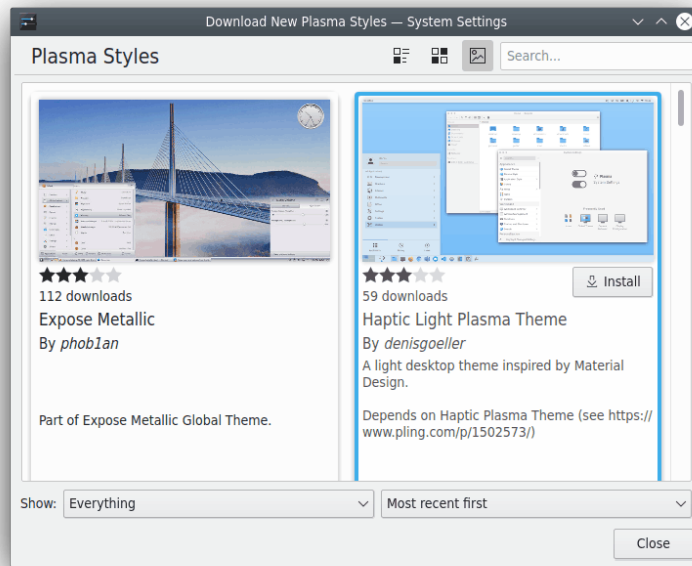 Download New Plasma Styles — System Settings
Plasma Styles
Search...
112 downloads
Expose Metallic
By phob1an
Part of Expose Metallic Global Theme.
59 downloads
Install
Haptic Light Plasma Theme
By denisgoeller
A light desktop theme inspired by Material
Design.
Depends on Haptic Plasma Theme (see https://
www.pling.com/p/1502573/)
Show:
Everything
Most recent first
Close